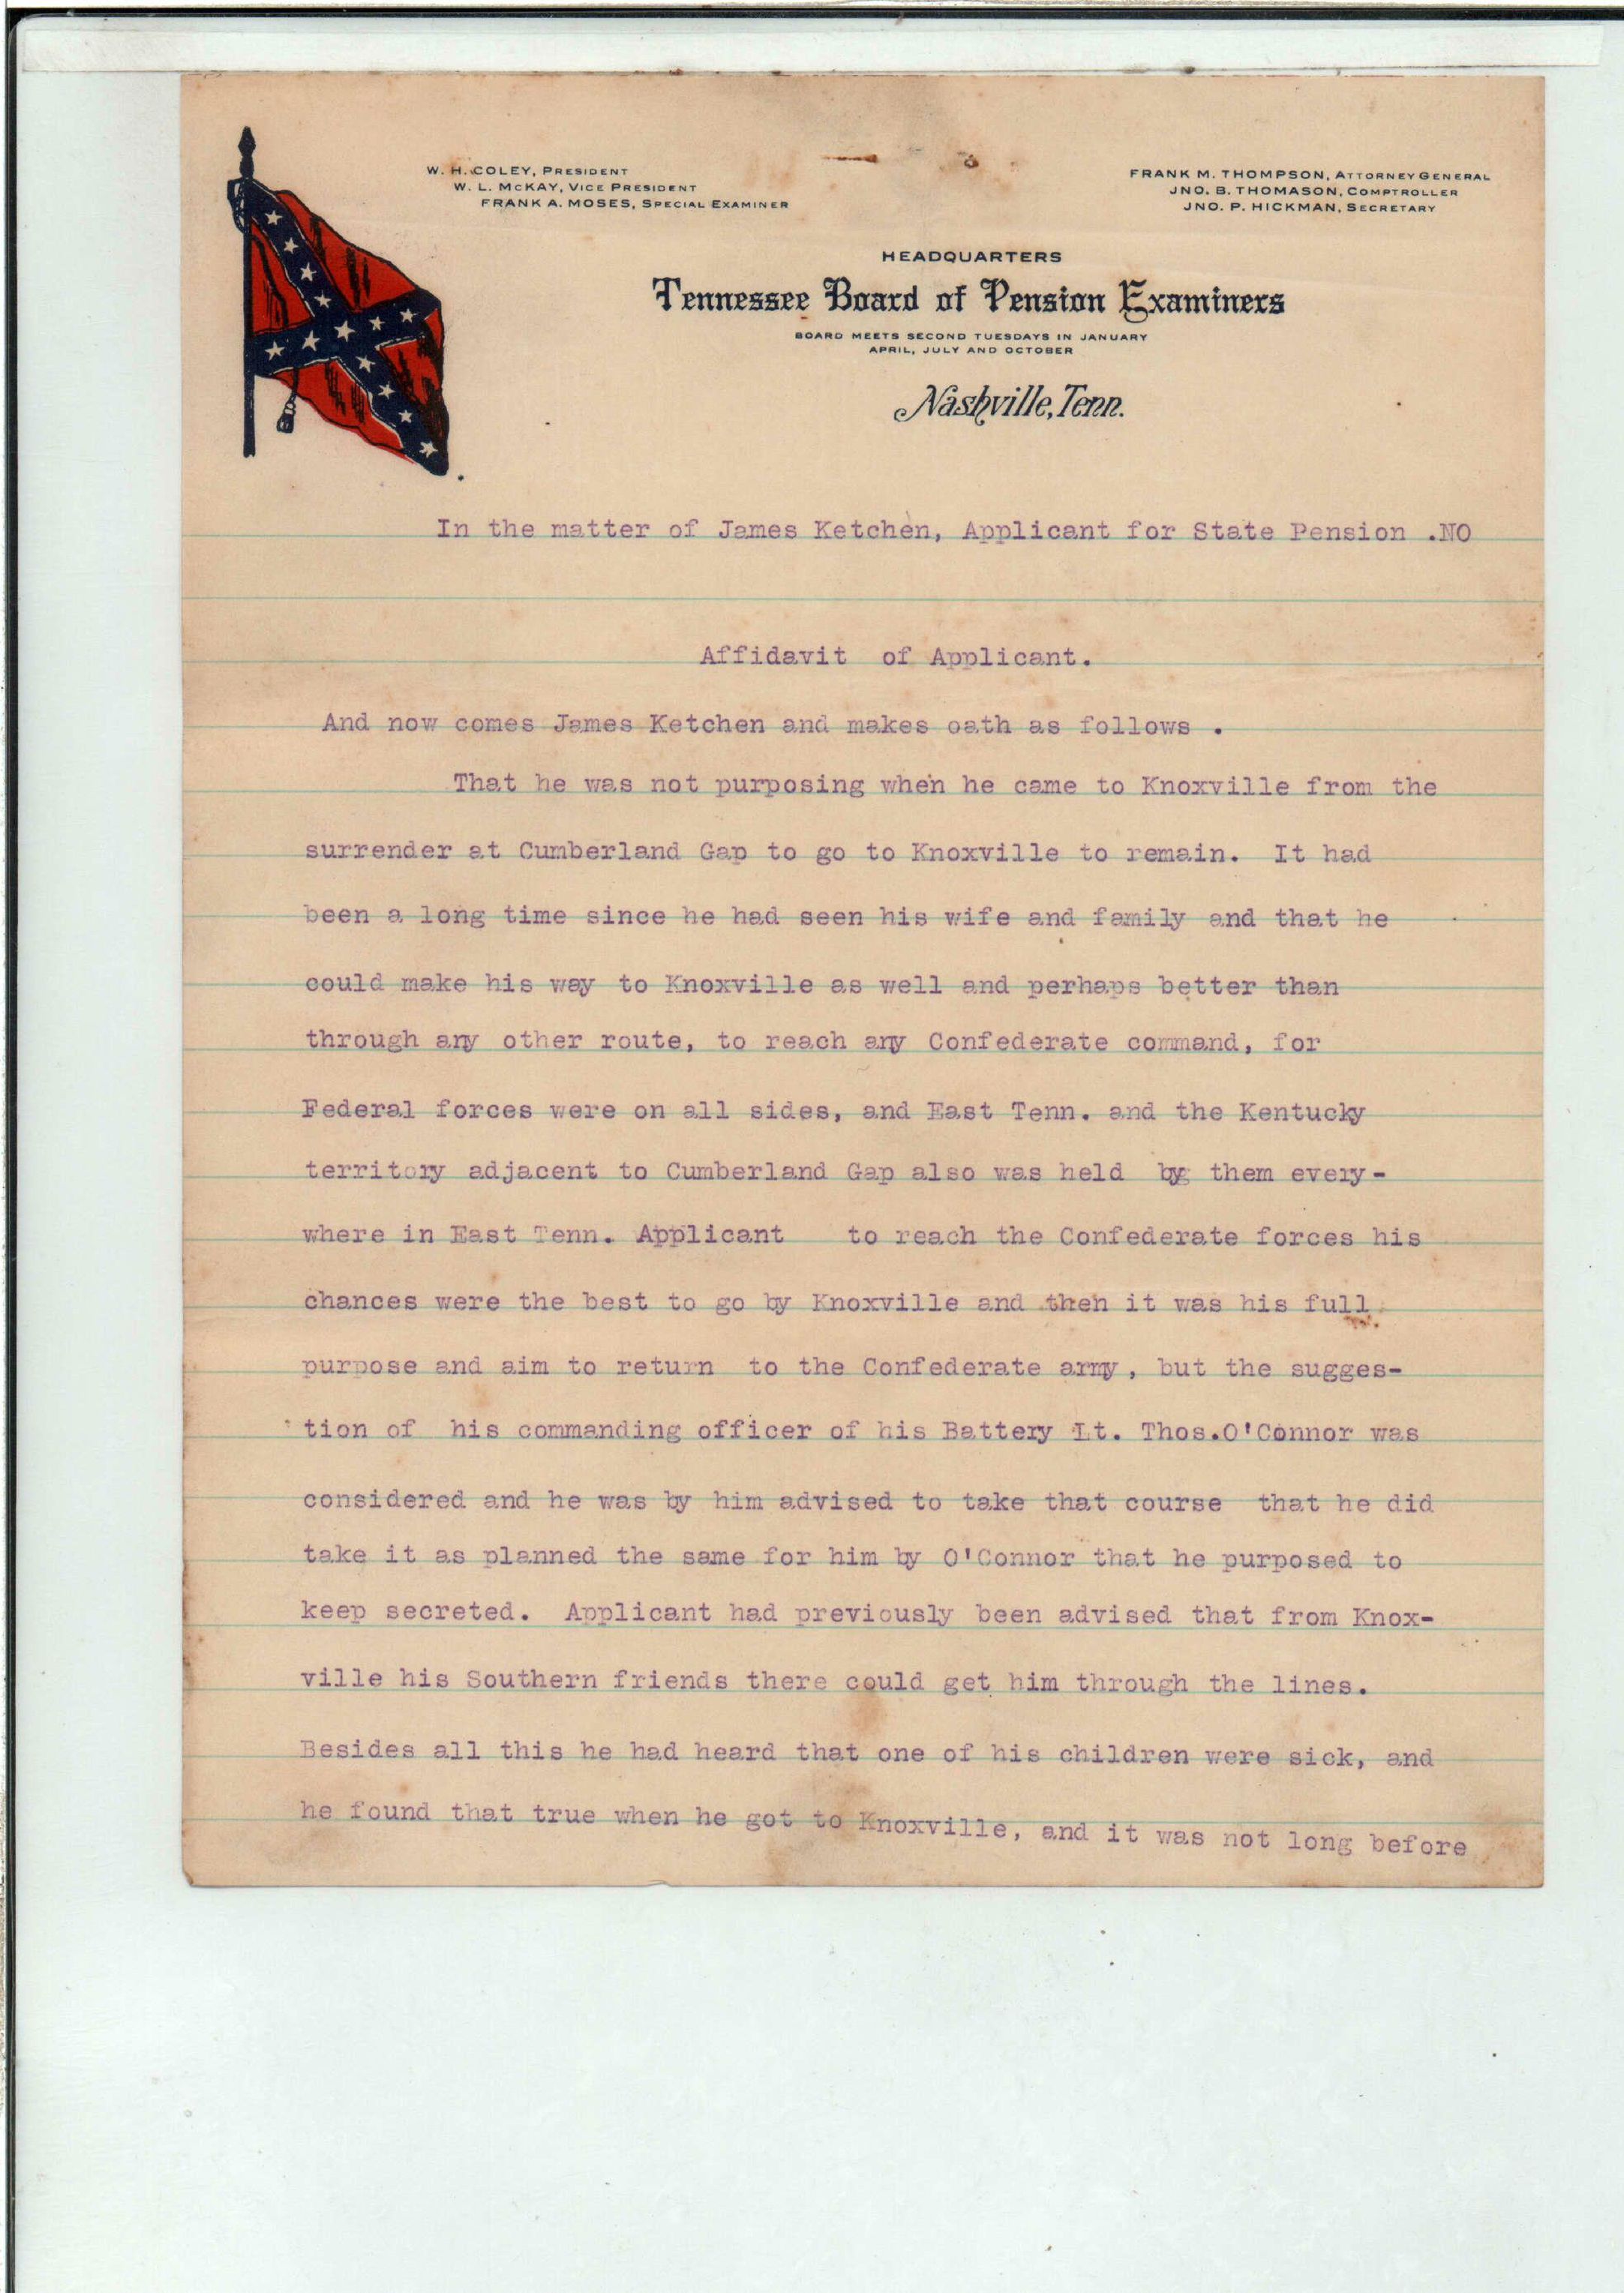 W. H. COLEY, PRESIDENT
W. L. McKAY, VICE PRESIDENT
FRANK A. MOSES, SPECIAL EXAMINER
FRANK M. THOMPSON, ATTORNEY GENERAL
JNO. B. THOMASON, COMPTROLLER
JNO. P. HICKMAN, SECRETARY
HEADQUARTERS
Tennessee Board of Pension Examiners
BOARD MEETS SECOND TUESDAYS IN JANUARY
APRIL, JULY AND OCTOBER
Nashville, Tenn.
In the matter of James Ketchen, Applicant for State Pension .NO
Affidavit of Applicant.
And now comes James Ketchen and makes oath as follows .
That he was not purposing when he came to Knoxville from the
surrender at Cumberland Gap to go to Knoxville to remain. It had
been a long time since he had seen his wife and family and that he
could make his way to Knoxville as well and perhaps better than
through any other route, to reach any Confederate command, for
Federal forces were on all sides, and East Tenn. and the Kentucky
territory adjacent to Cumberland Gap also was held by them every-
where in East Tenn. Applicant to reach the Confederate forces his
chances were the best to go by Knoxville and then it was his full
purpose and aim to return to the Confederate army, but the sugges-
tion of his commanding officer of his Battery Lt. Thos.O'Connor was
considered and he was by him advised to take that course that he did
take it as planned the same for him by O'Connor that he purposed to
keep secreted. Applicant had previously been advised that from Knox-
ville his Southern friends there could get him through the lines.
Besides all this he had heard that one of his children were sick, and
he found that true when he got to Knoxville, and it was not long before